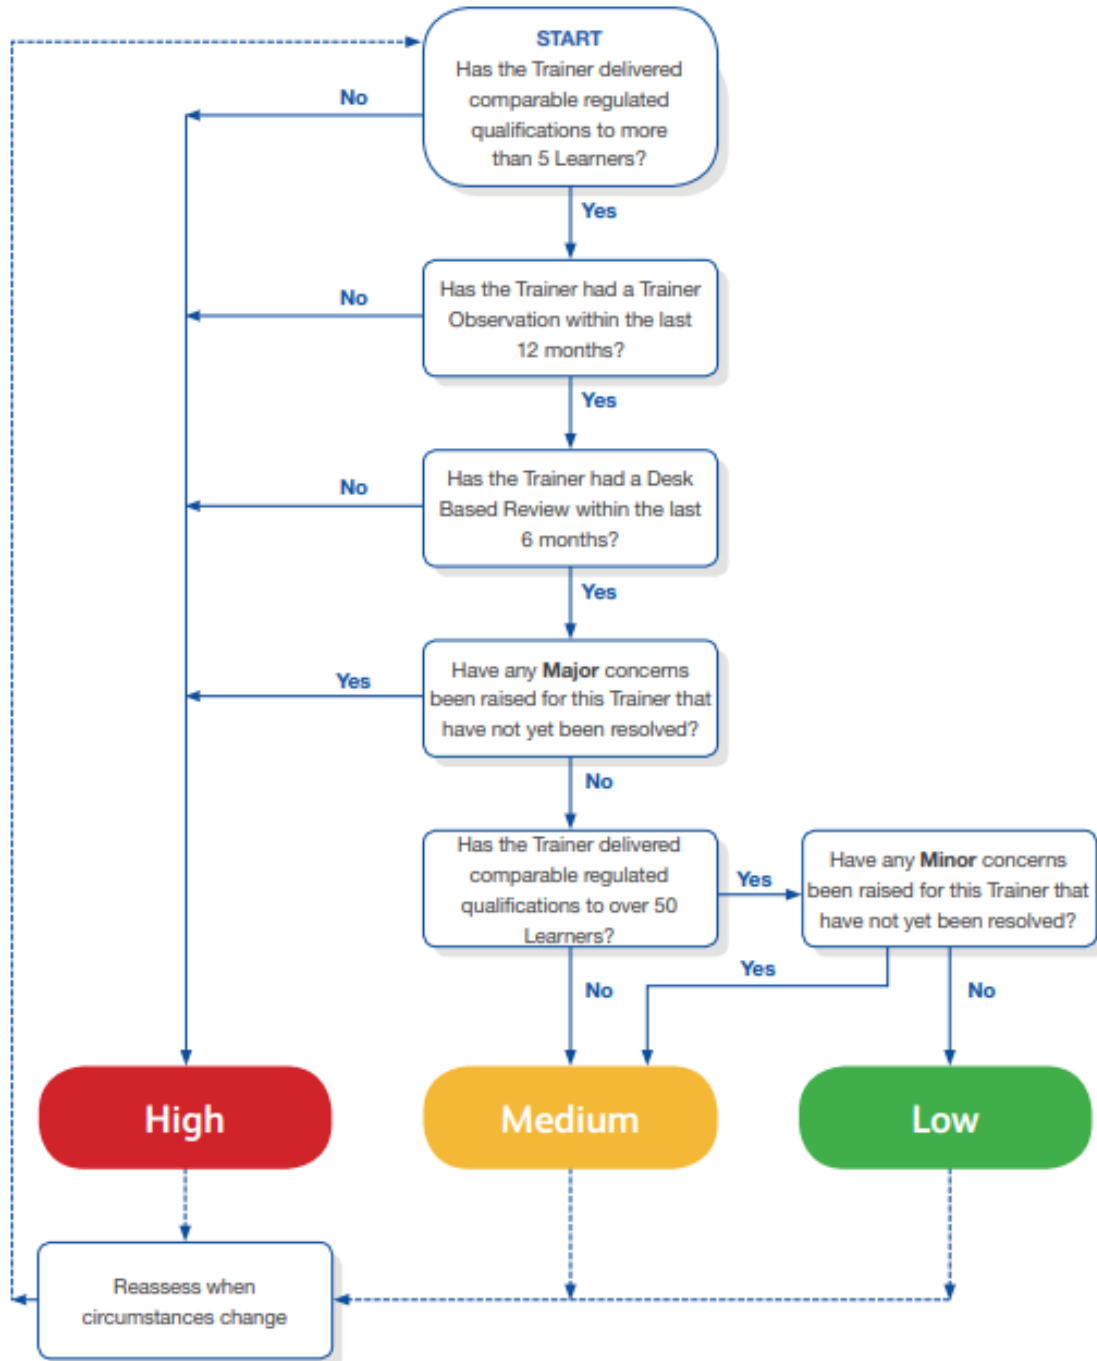 START
Has the Trainer delivered
comparable regulated
qualifications to more
than 5 Learners?
No
Yes
Has the Trainer had a Trainer
Observation within the last
12 months?
No
Yes
Has the Trainer had a Desk
Based Review within the last
6 months?
No
Yes
Have any Major concerns
been raised for this Trainer that
have not yet been resolved?
Yes
No
Has the Trainer delivered
comparable regulated
qualifications to over 50
Learners?
Yes
Have any Minor concerns
been raised for this Trainer that
have not yet been resolved?
Yes
No
No
High
Medium
Low
Reassess when
circumstances change